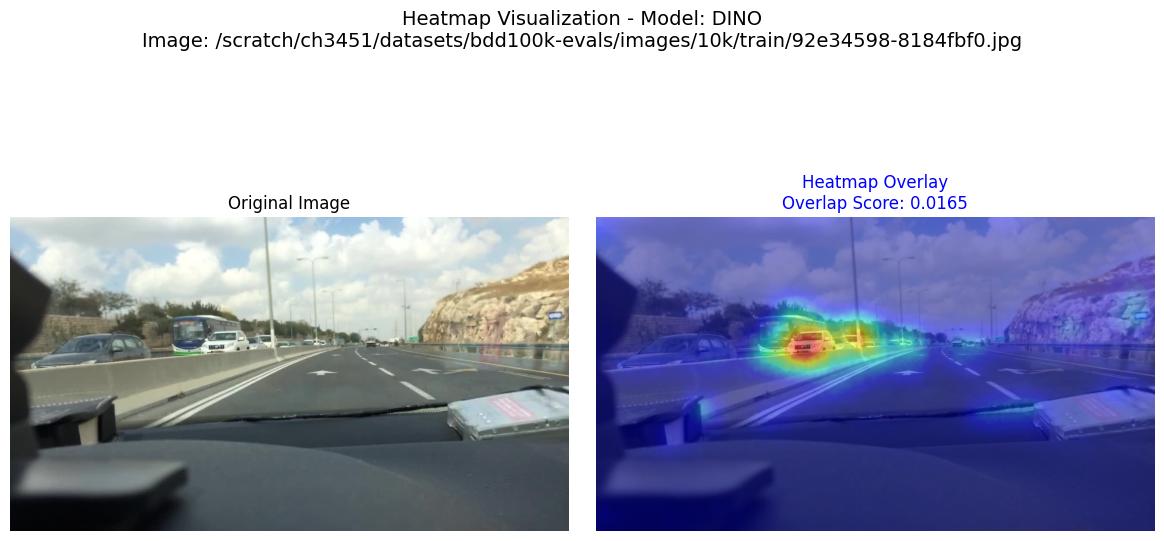 Heatmap Visualization - Model: DINO
Image: /scratch/ch3451/datasets/bdd100k-evals/images/10k/train/92e34598-8184fbf0.jpg
Original Image
Heatmap Overlay
Overlap Score: 0.0165